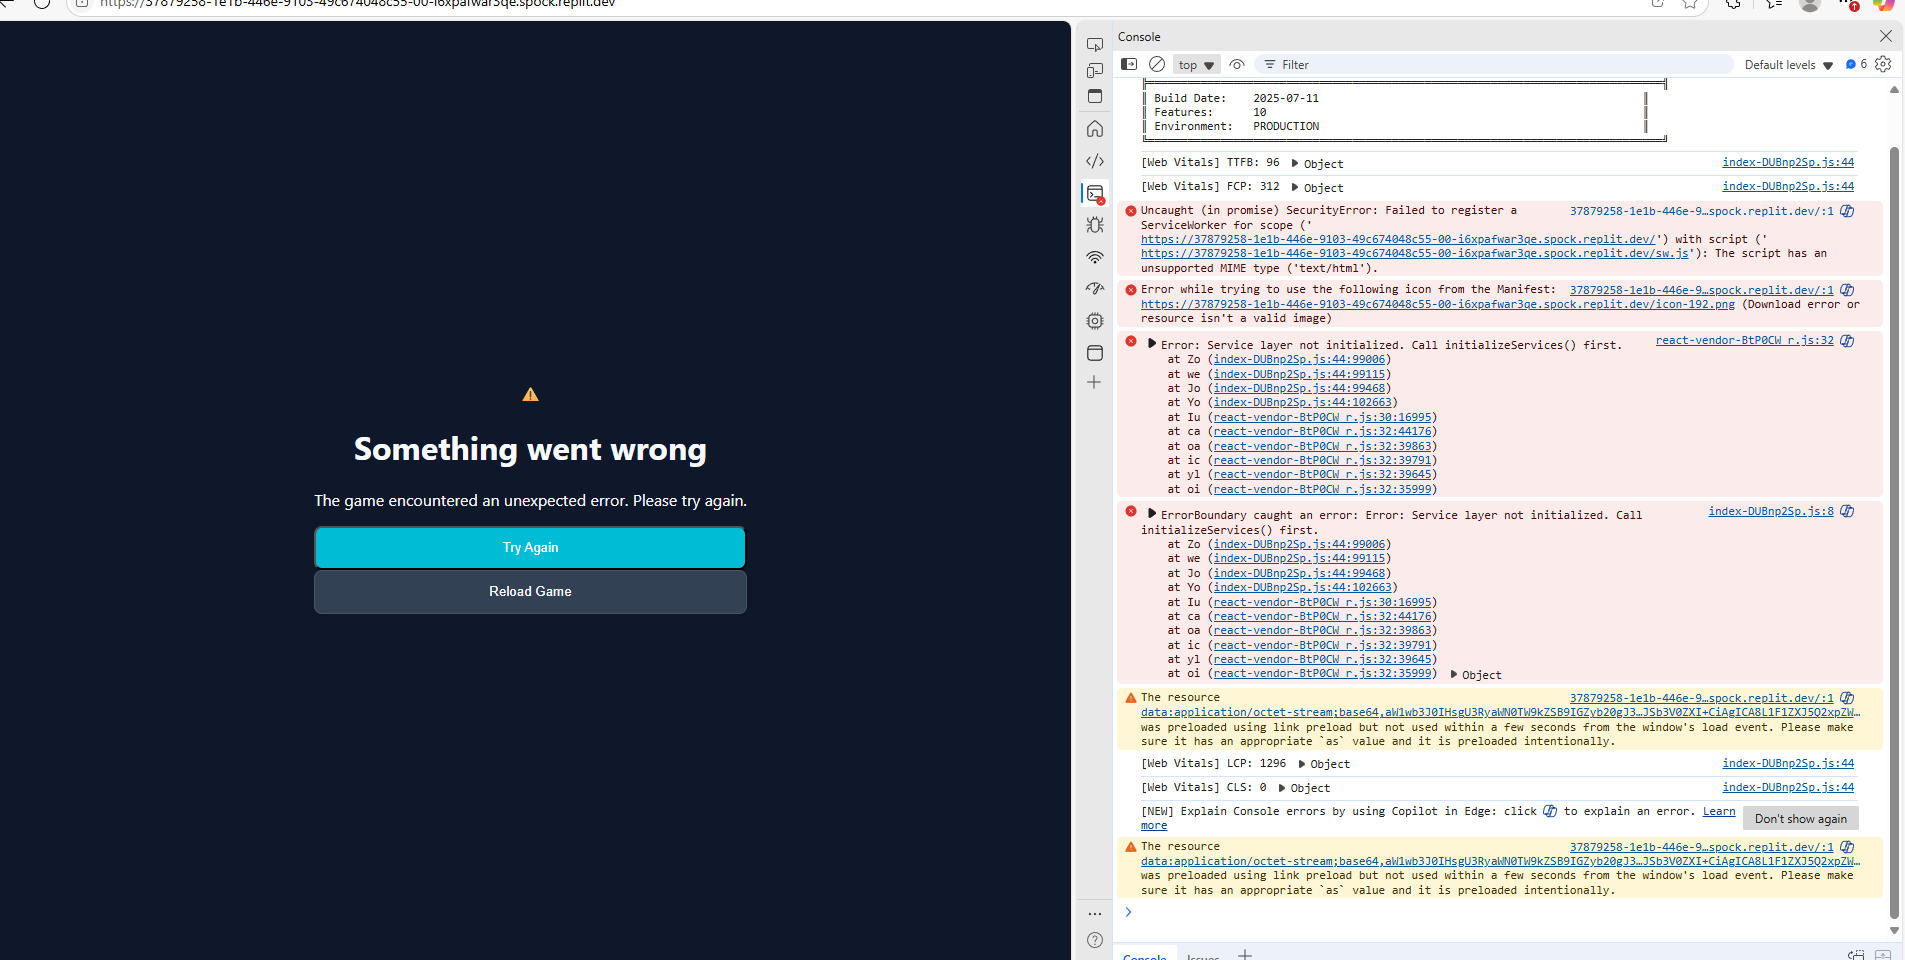 https://37879258-1e1b-446e-9103-49c674048c55-00-i6xpafwar3qe.spock.replit.dev
Something went wrong
The game encountered an unexpected error. Please try again.
Try Again
Reload Game
Console
top
Filter
Default levels
6
Build Date: 2025-07-11
Features: 10
Environment: PRODUCTION
[Web Vitals] TTFB: 96 Object index-DUBnp2Sp.js:44
[Web Vitals] FCP: 312 Object index-DUBnp2Sp.js:44
Uncaught (in promise) SecurityError: Failed to register a 37879258-1e1b-446e-9…spock.replit.dev/:1
ServiceWorker for scope ('
https://37879258-1e1b-446e-9103-49c674048c55-00-i6xpafwar3qe.spock.replit.dev/') with script ('
https://37879258-1e1b-446e-9103-49c674048c55-00-i6xpafwar3qe.spock.replit.dev/sw.js'): The script has an
unsupported MIME type ('text/html').
Error while trying to use the following icon from the Manifest: 37879258-1e1b-446e-9…spock.replit.dev/:1
https://37879258-1e1b-446e-9103-49c674048c55-00-i6xpafwar3qe.spock.replit.dev/icon-192.png (Download error or
resource isn't a valid image)
Error: Service layer not initialized. Call initializeServices() first. react-vendor-BtP0CW_r.js:32
at Zo (index-DUBnp2Sp.js:44:99006)
at we (index-DUBnp2Sp.js:44:99115)
at Jo (index-DUBnp2Sp.js:44:99468)
at Yo (index-DUBnp2Sp.js:44:102663)
at Iu (react-vendor-BtP0CW_r.js:30:16995)
at ca (react-vendor-BtP0CW_r.js:32:44176)
at oa (react-vendor-BtP0CW_r.js:32:39863)
at ic (react-vendor-BtP0CW_r.js:32:39791)
at yl (react-vendor-BtP0CW_r.js:32:39645)
at oi (react-vendor-BtP0CW_r.js:32:35999)
ErrorBoundary caught an error: Error: Service layer not initialized. Call index-DUBnp2Sp.js:8
initializeServices() first.
at Zo (index-DUBnp2Sp.js:44:99006)
at we (index-DUBnp2Sp.js:44:99115)
at Jo (index-DUBnp2Sp.js:44:99468)
at Yo (index-DUBnp2Sp.js:44:102663)
at Iu (react-vendor-BtP0CW_r.js:30:16995)
at ca (react-vendor-BtP0CW_r.js:32:44176)
at oa (react-vendor-BtP0CW_r.js:32:39863)
at ic (react-vendor-BtP0CW_r.js:32:39791)
at yl (react-vendor-BtP0CW_r.js:32:39645)
at oi (react-vendor-BtP0CW_r.js:32:35999) Object
The resource 37879258-1e1b-446e-9…spock.replit.dev/:1
data:application/octet-stream;base64,aW1wb3J0IHsgU3RyaWN0TW9kZSB9IGZyb20gJ3…JSb3V0ZXI+CiAgICA8L1F1ZXJ5Q2xpZW…
was preloaded using link preload but not used within a few seconds from the window's load event. Please make
sure it has an appropriate `as` value and it is preloaded intentionally.
[Web Vitals] LCP: 1296 Object index-DUBnp2Sp.js:44
[Web Vitals] CLS: 0 Object index-DUBnp2Sp.js:44
[NEW] Explain Console errors by using Copilot in Edge: click to explain an error. Learn
more
Don't show again
The resource 37879258-1e1b-446e-9…spock.replit.dev/:1
data:application/octet-stream;base64,aW1wb3J0IHsgU3RyaWN0TW9kZSB9IGZyb20gJ3…JSb3V0ZXI+CiAgICA8L1F1ZXJ5Q2xpZW…
was preloaded using link preload but not used within a few seconds from the window's load event. Please make
sure it has an appropriate `as` value and it is preloaded intentionally.
Console Issues